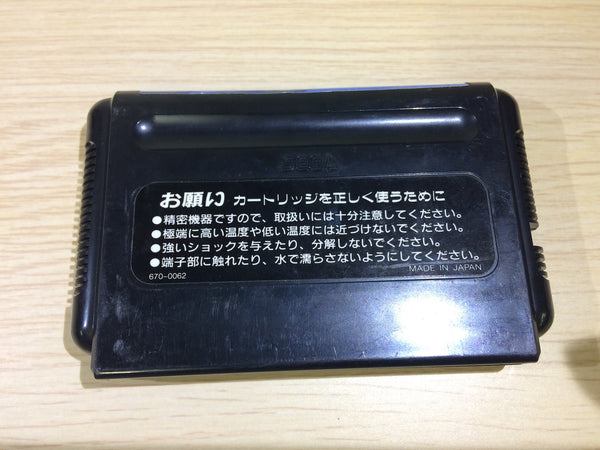 SEGA
お願い カートリッジを正しく使うために
●精密機器ですので、取扱いには十分注意してください。
●極端に高い温度や低い温度には近づけないでください。
●強いショックを与えたり、分解しないでください。
●端子部に触れたり、水で濡らさないようにしてください。
670-0062 MADE IN JAPAN